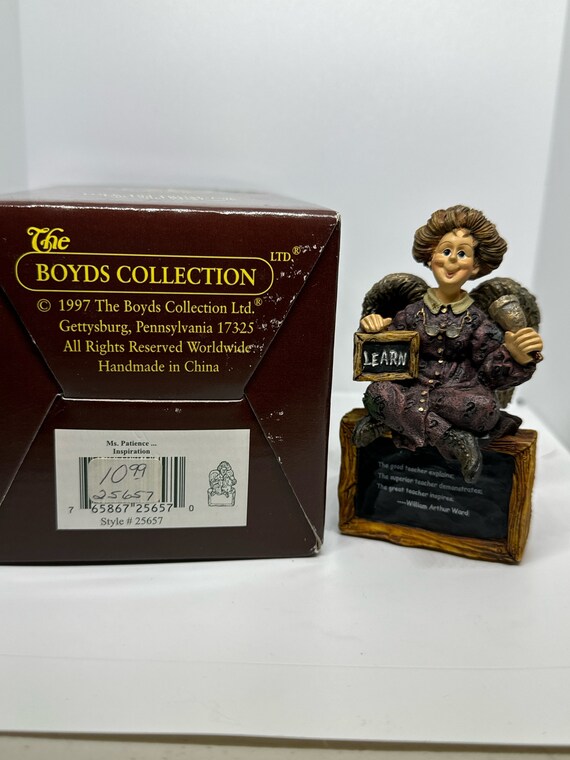 The
BOYDS COLLECTION LTD.®
© 1997 The Boyds Collection Ltd.®
Gettysburg, Pennsylvania 17325
All Rights Reserved Worldwide
Handmade in China
Ms. Patience ...
Inspiration
10.99
25657
7 65867 25657 0
Style # 25657
LEARN
The good teacher explains;
The superior teacher demonstrates;
The great teacher inspires.
—William Arthur Ward